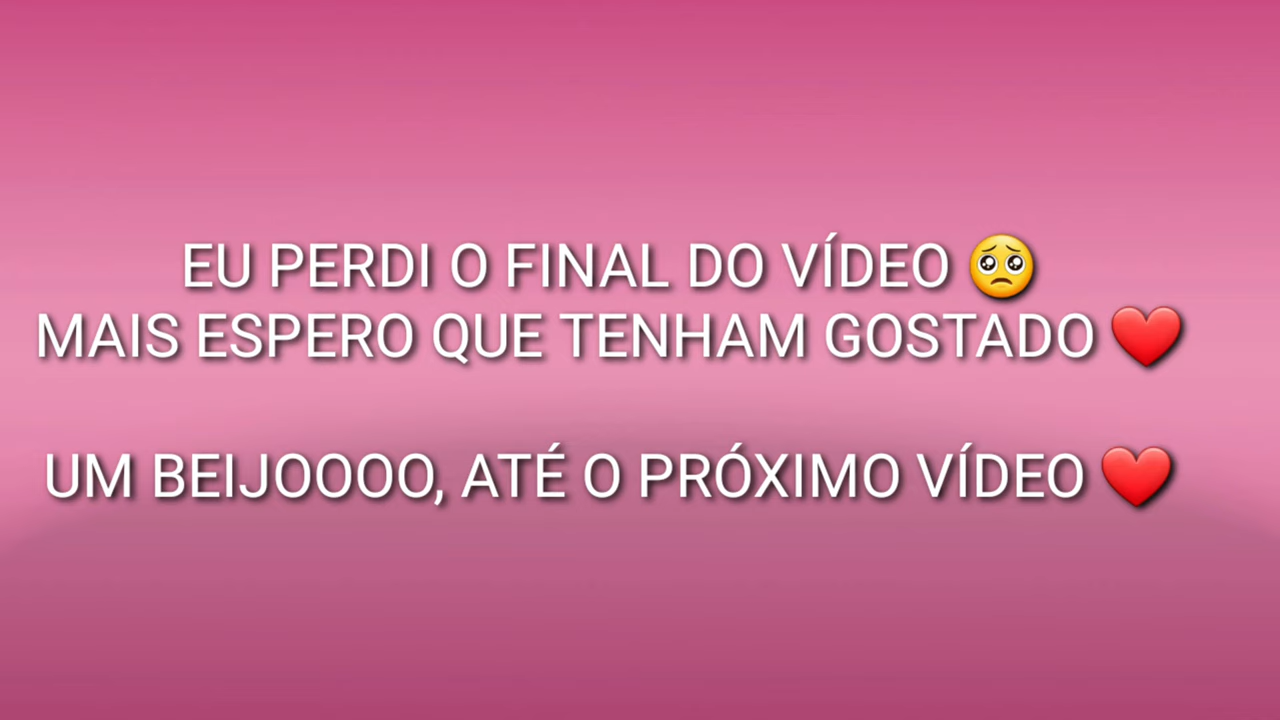 EU PERDI O FINAL DO VÍDEO 🥺
MAIS ESPERO QUE TENHAM GOSTADO ❤️
UM BEIJOOOO, ATÉ O PRÓXIMO VÍDEO ❤️